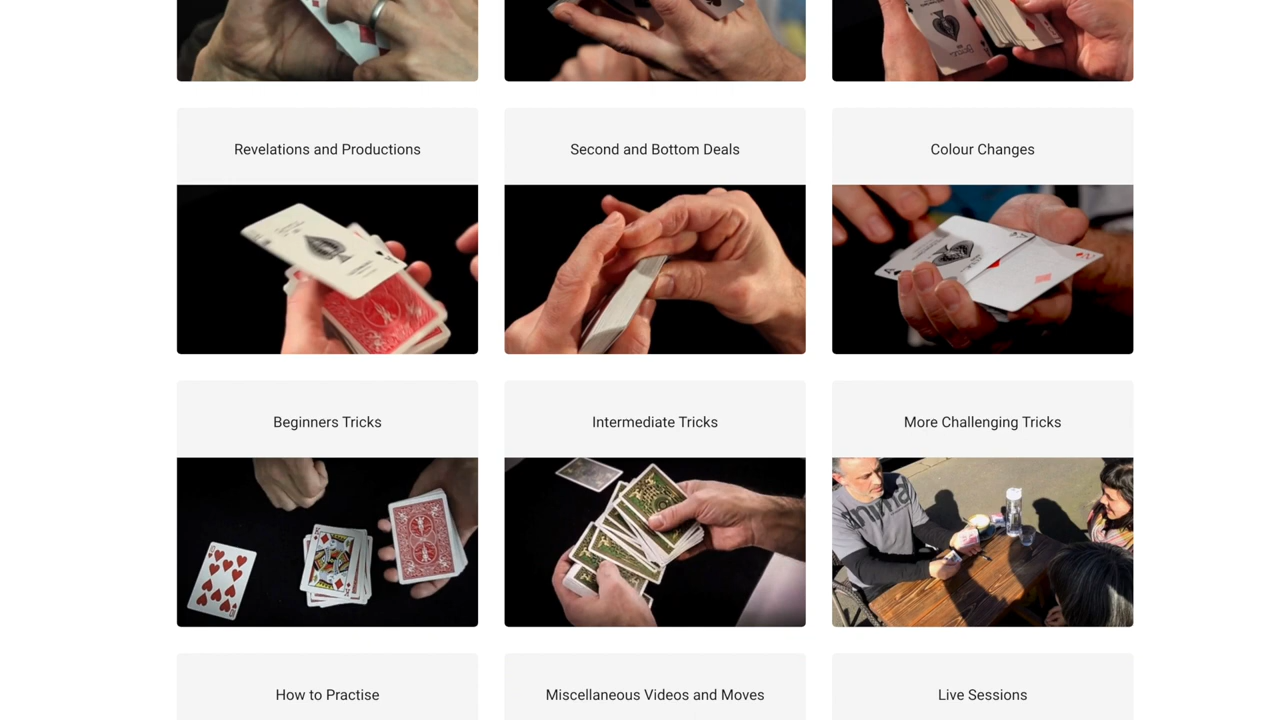 Revelations and Productions
Second and Bottom Deals
Colour Changes
Beginners Tricks
Intermediate Tricks
More Challenging Tricks
anima
How to Practise
Miscellaneous Videos and Moves
Live Sessions